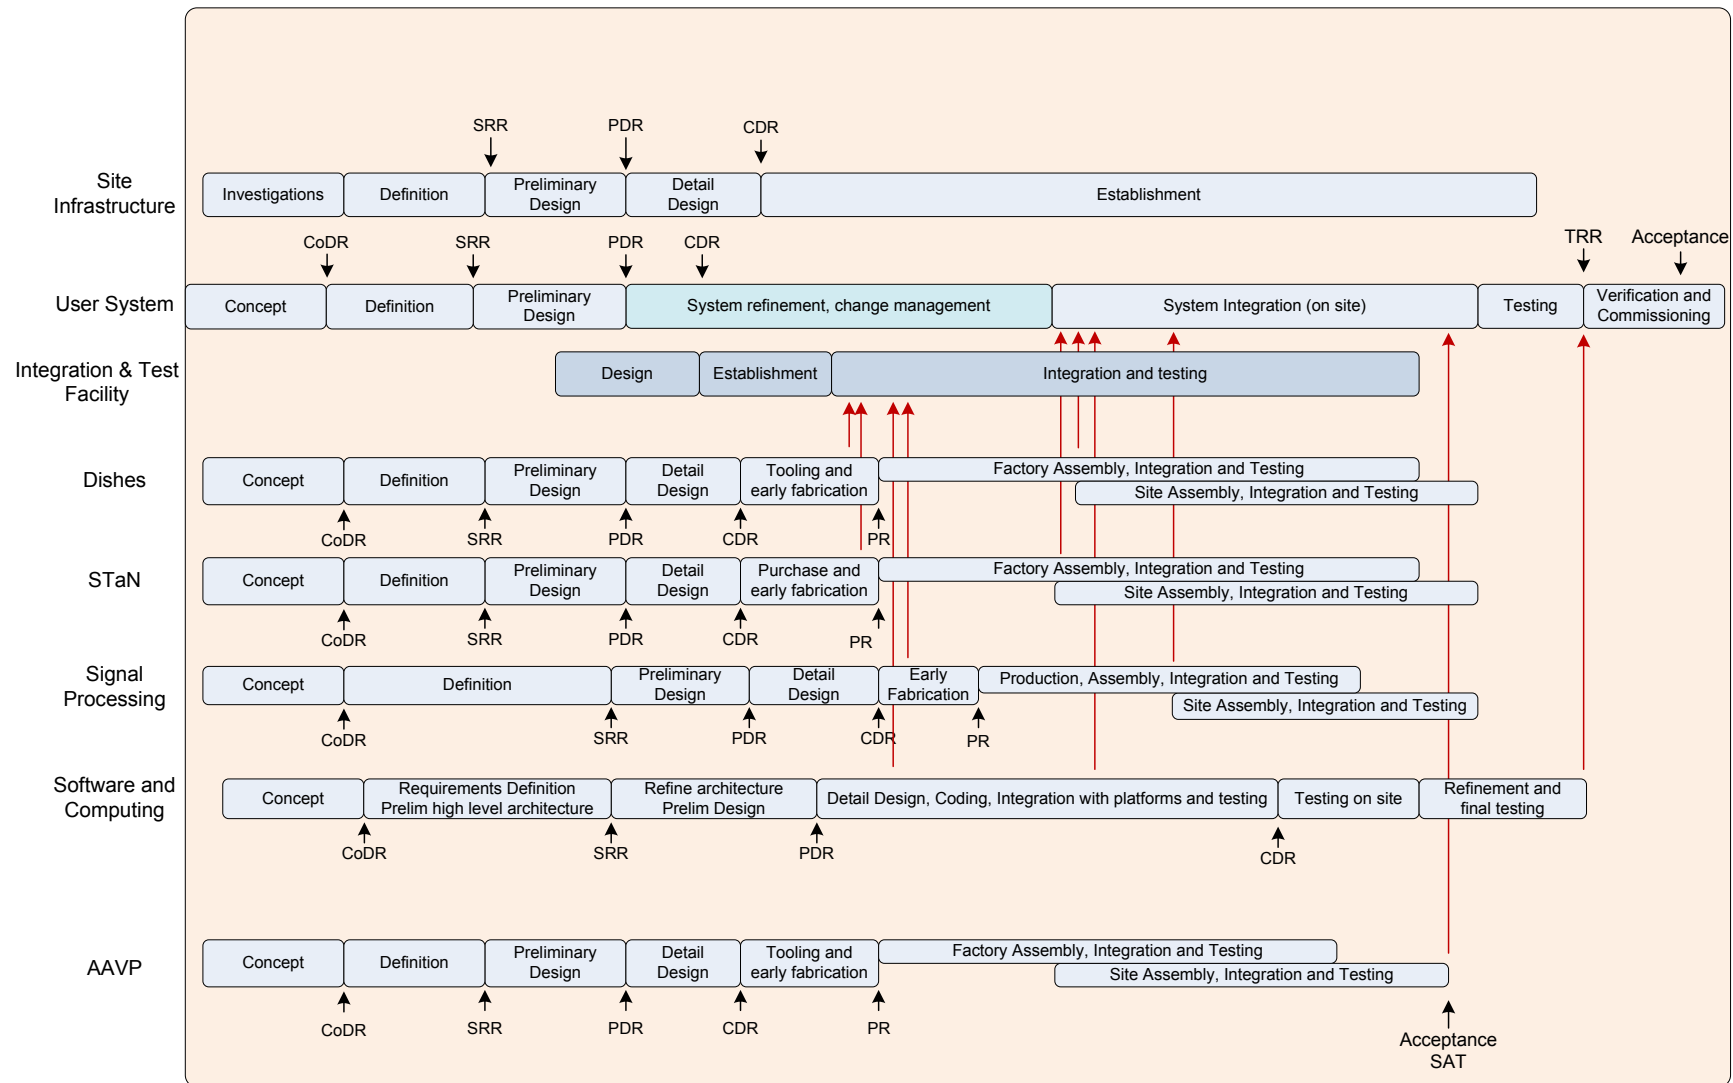 SRR
PDR
CDR
Site
Infrastructure
Investigations
Definition
Preliminary
Design
Detail
Design
Establishment
CoDR
SRR
PDR
CDR
TRR
Acceptance
User System
Concept
Definition
Preliminary
Design
System refinement, change management
System Integration (on site)
Testing
Verification and
Commissioning
Integration & Test
Facility
Design
Establishment
Integration and testing
Dishes
Concept
Definition
Preliminary
Design
Detail
Design
Tooling and
early fabrication
Factory Assembly, Integration and Testing
Site Assembly, Integration and Testing
CoDR
SRR
PDR
CDR
PR
STaN
Concept
Definition
Preliminary
Design
Detail
Design
Purchase and
early fabrication
Factory Assembly, Integration and Testing
Site Assembly, Integration and Testing
CoDR
SRR
PDR
CDR
PR
Signal
Processing
Concept
Definition
Preliminary
Design
Detail
Design
Early
Fabrication
Production, Assembly, Integration and Testing
Site Assembly, Integration and Testing
CoDR
SRR
PDR
CDR
PR
Software and
Computing
Concept
Requirements Definition
Prelim high level architecture
Refine architecture
Prelim Design
Detail Design, Coding, Integration with platforms and testing
Testing on site
Refinement and
final testing
CoDR
SRR
PDR
CDR
AAVP
Concept
Definition
Preliminary
Design
Detail
Design
Tooling and
early fabrication
Factory Assembly, Integration and Testing
Site Assembly, Integration and Testing
CoDR
SRR
PDR
CDR
PR
Acceptance
SAT